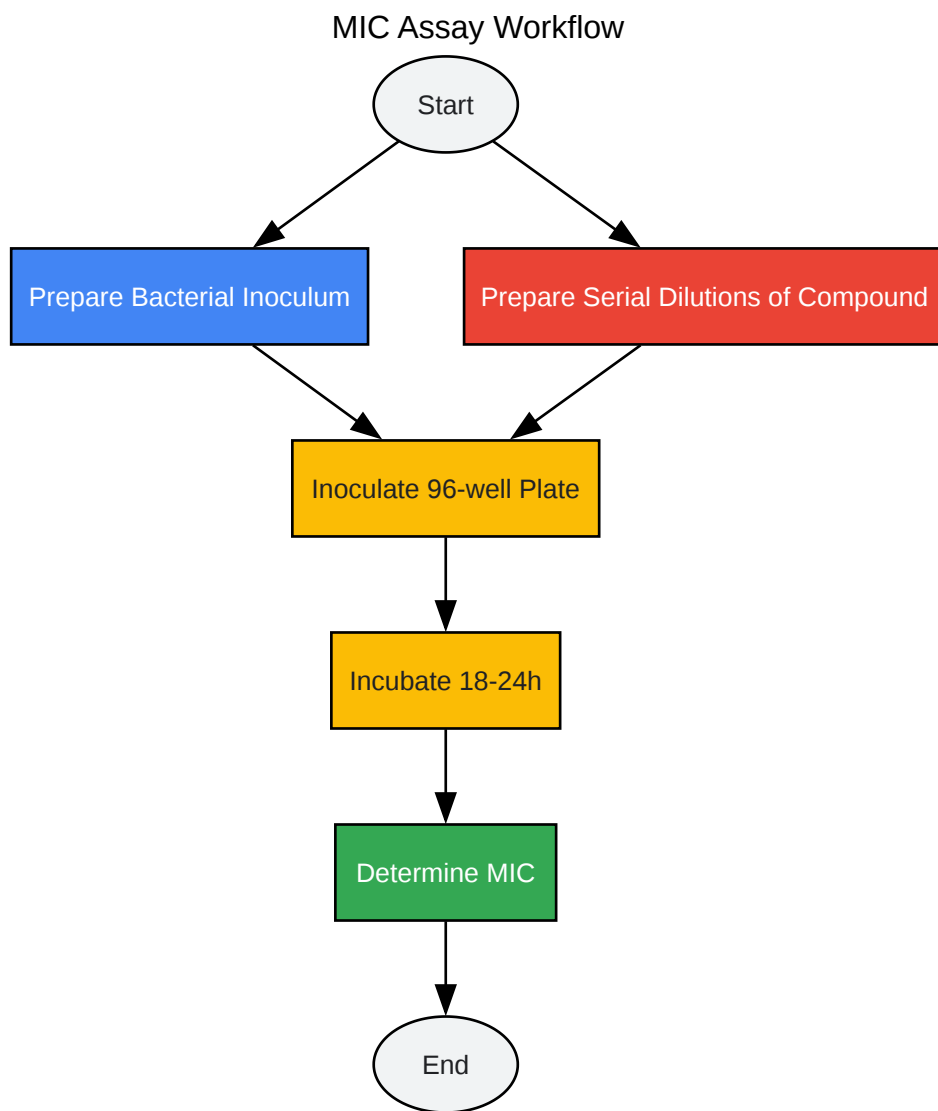 MIC Assay Workflow
Start
Prepare Bacterial Inoculum
Prepare Serial Dilutions of Compound
Inoculate 96-well Plate
Incubate 18-24h
Determine MIC
End